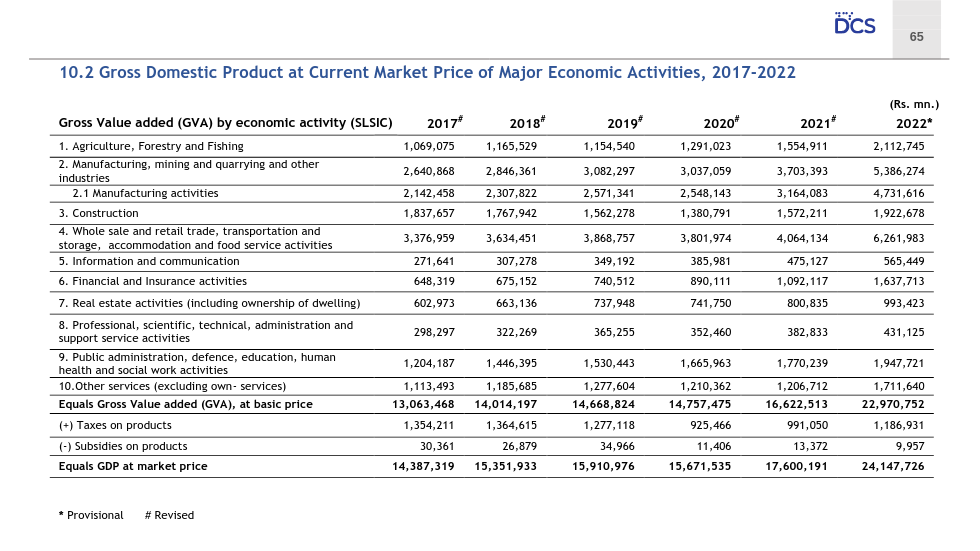 DCS
65
10.2 Gross Domestic Product at Current Market Price of Major Economic Activities, 2017-2022
(Rs. mn.)
Gross Value added (GVA) by economic activity (SLSIC) 2017# 2018# 2019# 2020# 2021# 2022*
1. Agriculture, Forestry and Fishing 1,069,075 1,165,529 1,154,540 1,291,023 1,554,911 2,112,745
2. Manufacturing, mining and quarrying and other
industries 2,640,868 2,846,361 3,082,297 3,037,059 3,703,393 5,386,274
2.1 Manufacturing activities 2,142,458 2,307,822 2,571,341 2,548,143 3,164,083 4,731,616
3. Construction 1,837,657 1,767,942 1,562,278 1,380,791 1,572,211 1,922,678
4. Whole sale and retail trade, transportation and
storage, accommodation and food service activities 3,376,959 3,634,451 3,868,757 3,801,974 4,064,134 6,261,983
5. Information and communication 271,641 307,278 349,192 385,981 475,127 565,449
6. Financial and Insurance activities 648,319 675,152 740,512 890,111 1,092,117 1,637,713
7. Real estate activities (including ownership of dwelling) 602,973 663,136 737,948 741,750 800,835 993,423
8. Professional, scientific, technical, administration and
support service activities 298,297 322,269 365,255 352,460 382,833 431,125
9. Public administration, defence, education, human
health and social work activities 1,204,187 1,446,395 1,530,443 1,665,963 1,770,239 1,947,721
10.Other services (excluding own- services) 1,113,493 1,185,685 1,277,604 1,210,362 1,206,712 1,711,640
Equals Gross Value added (GVA), at basic price 13,063,468 14,014,197 14,668,824 14,757,475 16,622,513 22,970,752
(+) Taxes on products 1,354,211 1,364,615 1,277,118 925,466 991,050 1,186,931
(-) Subsidies on products 30,361 26,879 34,966 11,406 13,372 9,957
Equals GDP at market price 14,387,319 15,351,933 15,910,976 15,671,535 17,600,191 24,147,726
* Provisional # Revised